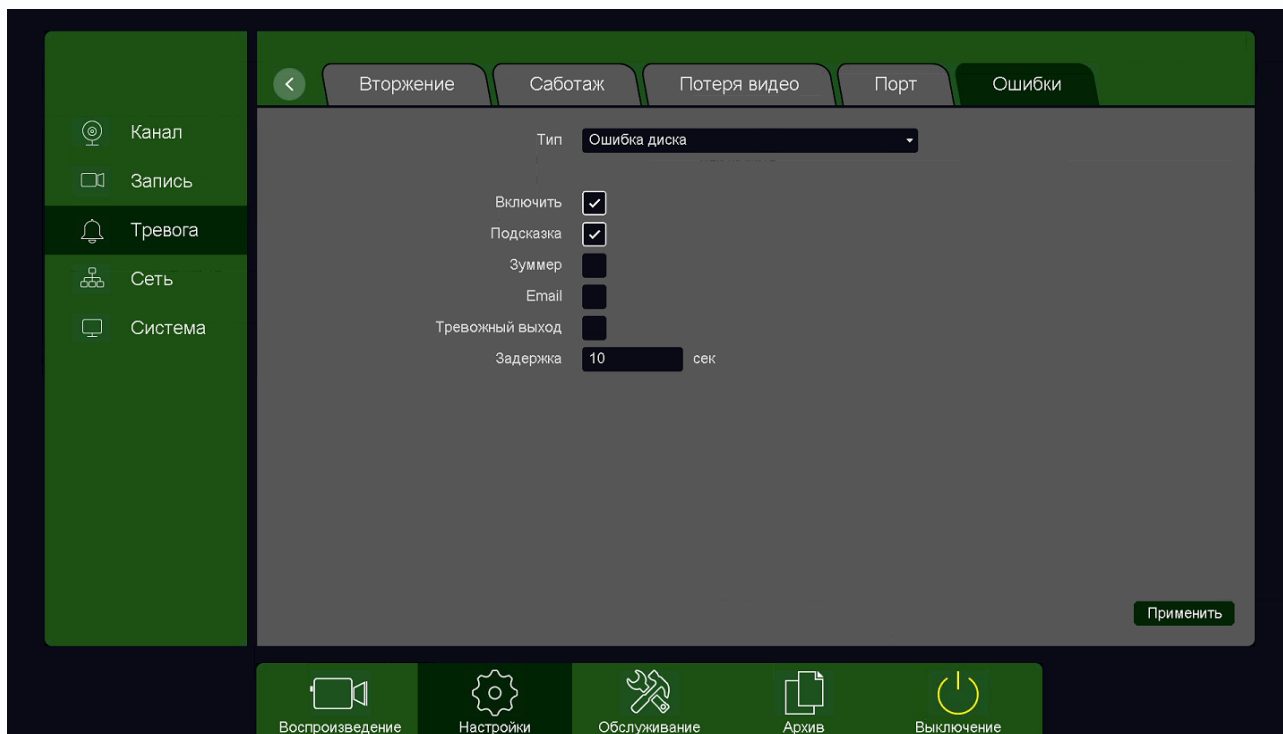 Вторжение
Саботаж
Потеря видео
Порт
Ошибки
Канал
Запись
Тревога
Сеть
Система
Тип Ошибка диска
Включить
Подсказка
Зуммер
Email
Тревожный выход
Задержка 10 сек
Применить
Воспроизведение
Настройки
Обслуживание
Архив
Выключение